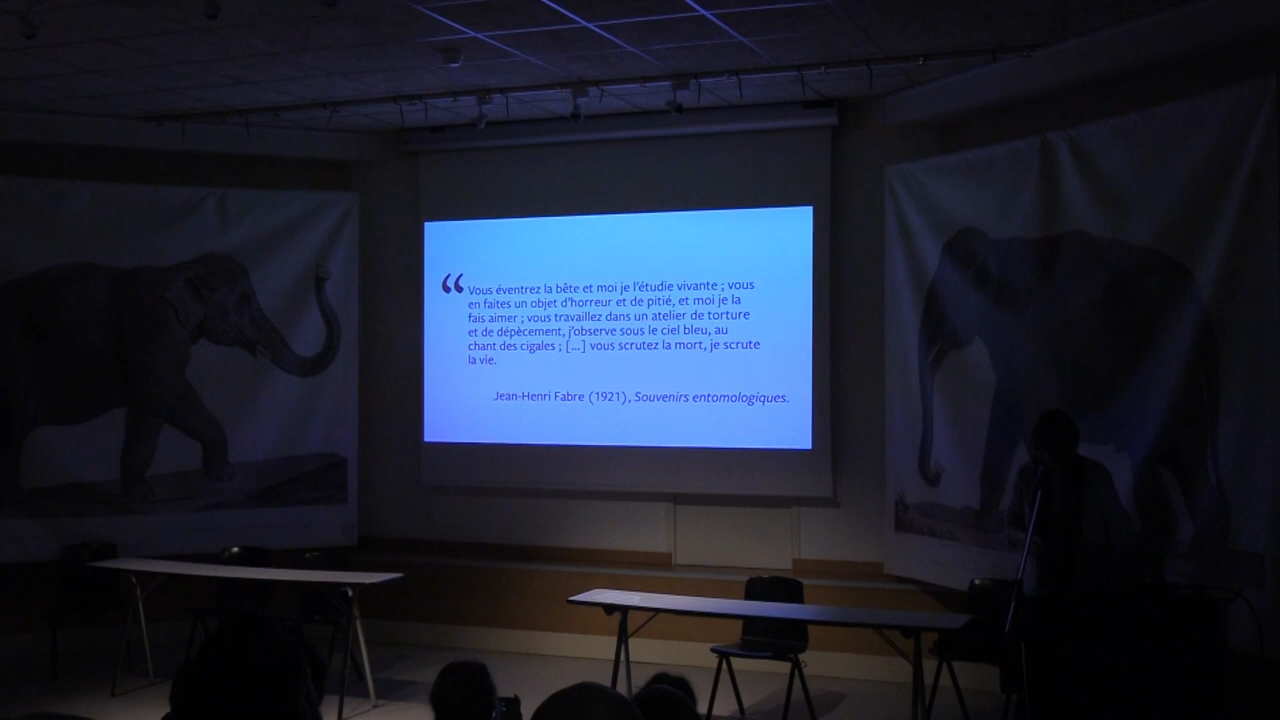 “ Vous éventrez la bête et moi je l’étudie vivante ; vous
en faites un objet d’horreur et de pitié, et moi je la
fais aimer ; vous travaillez dans un atelier de torture
et de dépècement, j’observe sous le ciel bleu, au
chant des cigales ; [...] vous scrutez la mort, je scrute
la vie.
Jean-Henri Fabre (1921), Souvenirs entomologiques.